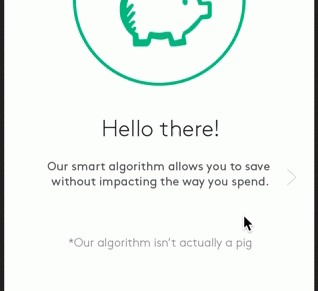 Hello there!
Our smart algorithm allows you to save
without impacting the way you spend.
*Our algorithm isn't actually a pig